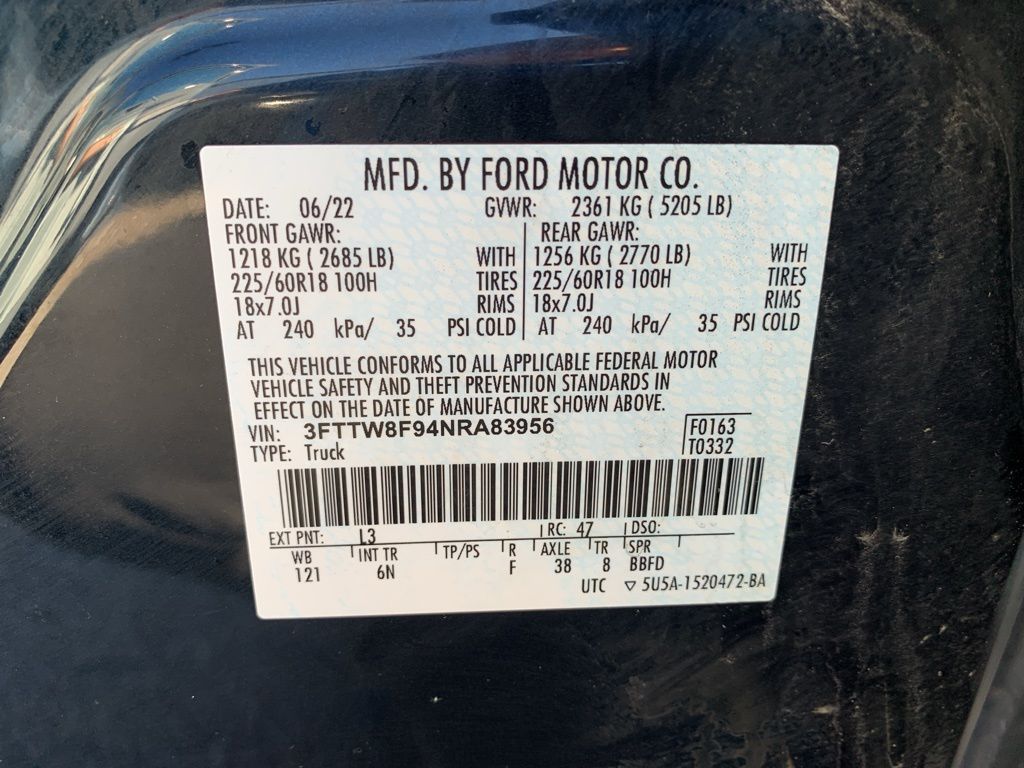 MFD. BY FORD MOTOR CO.
DATE: 06/22 GVWR: 2361 KG ( 5205 LB)
FRONT GAWR: REAR GAWR:
1218 KG ( 2685 LB) WITH 1256 KG ( 2770 LB) WITH
225/60R18 100H TIRES 225/60R18 100H TIRES
18x7.0J RIMS 18x7.0J RIMS
AT 240 kPa/ 35 PSI COLD AT 240 kPa/ 35 PSI COLD
THIS VEHICLE CONFORMS TO ALL APPLICABLE FEDERAL MOTOR
VEHICLE SAFETY AND THEFT PREVENTION STANDARDS IN
EFFECT ON THE DATE OF MANUFACTURE SHOWN ABOVE.
VIN: 3FTTW8F94NRA83956 F0163
TYPE: Truck T0332
EXT PNT: L3 RC: 47 DSO:
WB INT TR TP/PS R AXLE TR SPR
121 6N F 38 8 BBFD
UTC ▽ 5U5A-1520472-BA